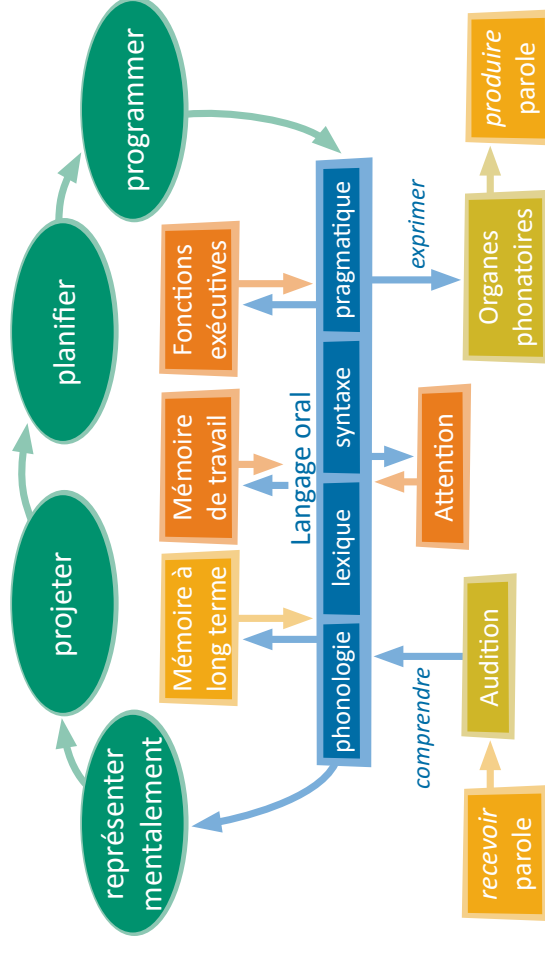 représenter
mentalement
projeter
planifier
programmer
Mémoire à
long terme
Mémoire
de travail
Fonctions
exécutives
Langage oral
phonologie
lexique
syntaxe
pragmatique
comprendre
Attention
exprimer
recevoir
parole
Audition
Organes
phonatoires
produire
parole